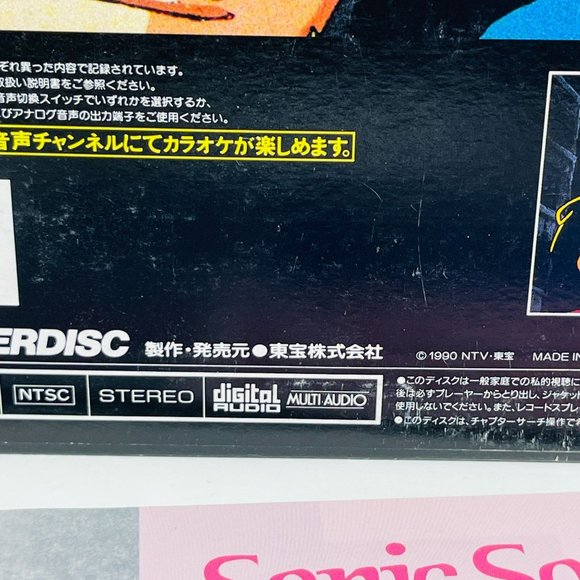 ぞれ異った内容で記録されています。
取扱い説明書をご参照ください。
音声切換スイッチでいずれかを選択するか、
びアナログ音声の出力端子をご使用ください。
音声チャンネルにてカラオケが楽しめます。
ERDISC 製作・発売元●東宝株式会社
©1990 NTV・東宝 MADE IN
NTSC STEREO digital AUDIO MULTI AUDIO
●このディスクは一般家庭での私的視聴に
後は必ずプレーヤーからとり出し、ジャケット
使用しないでください。また、レコードスプレ
●このディスクは、チャプターサーチ操作で
Sonic